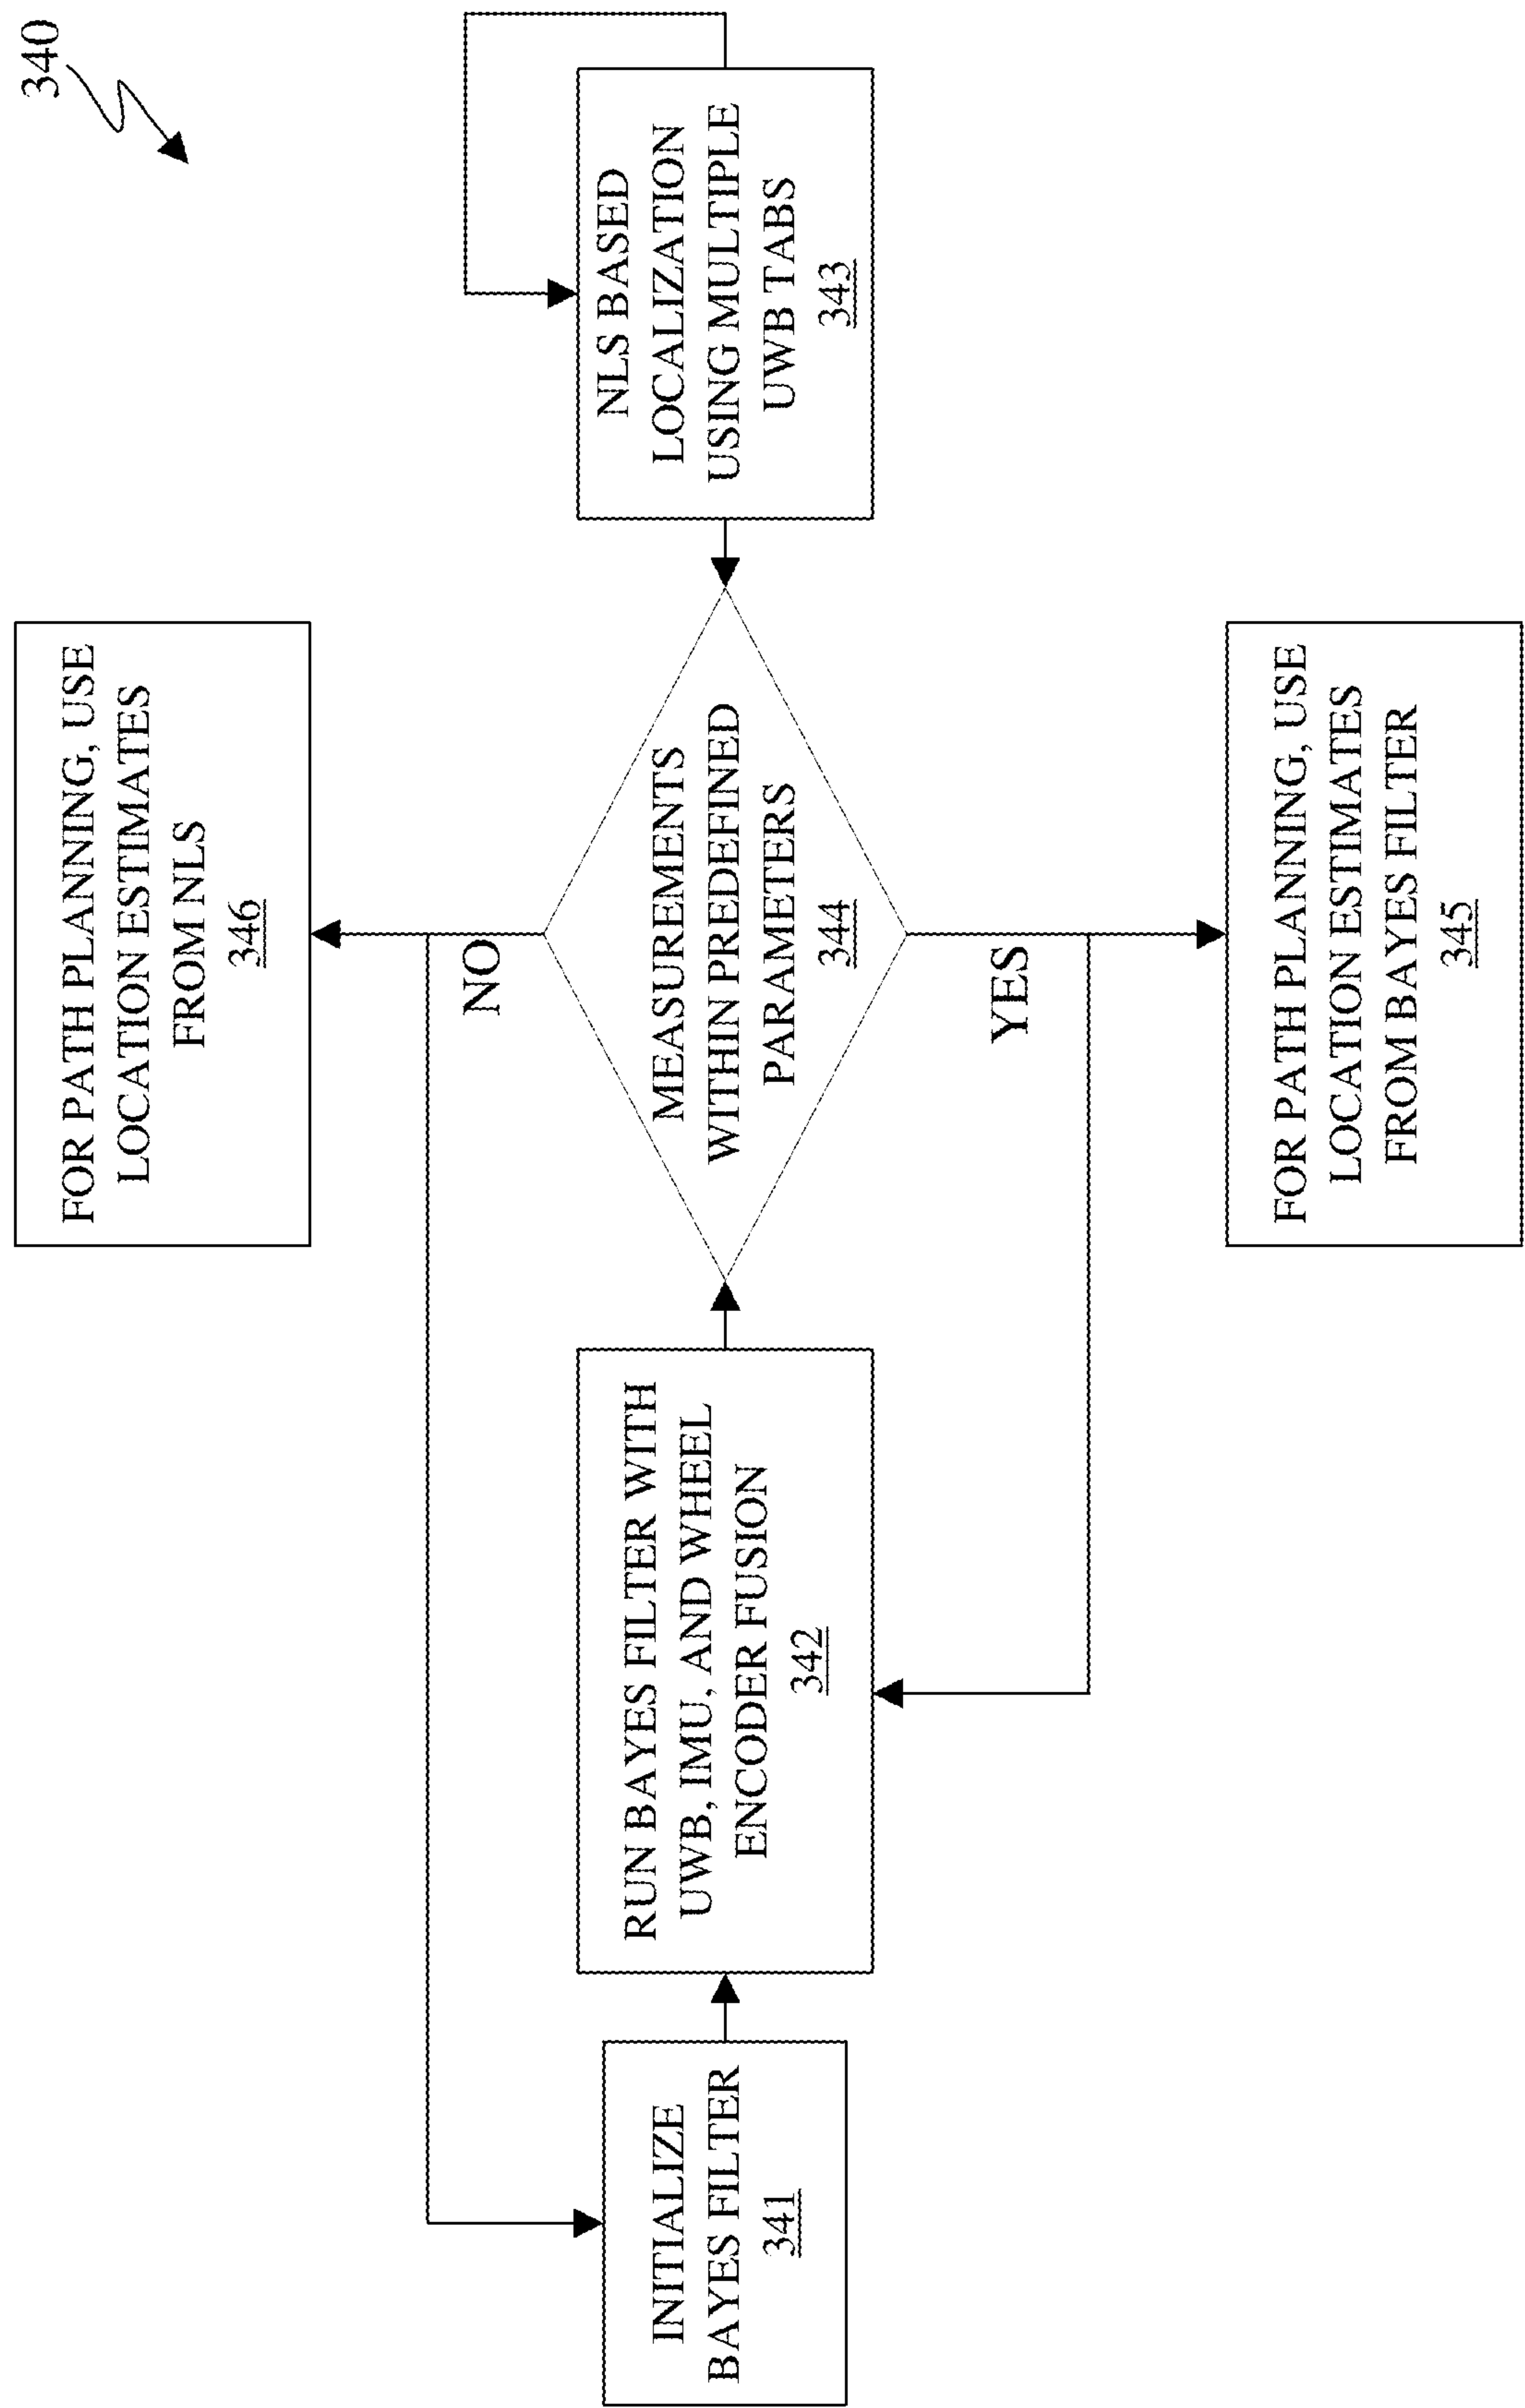 340
FOR PATH PLANNING, USE
LOCATION ESTIMATES
FROM NLS
346
NO
INITIALIZE
BAYES FILTER
341
RUN BAYES FILTER WITH
UWB, IMU, AND WHEEL
ENCODER FUSION
342
MEASUREMENTS
WITHIN PREDEFINED
PARAMETERS
344
NLS BASED
LOCALIZATION
USING MULTIPLE
UWB TABS
343
YES
FOR PATH PLANNING, USE
LOCATION ESTIMATES
FROM BAYES FILTER
345